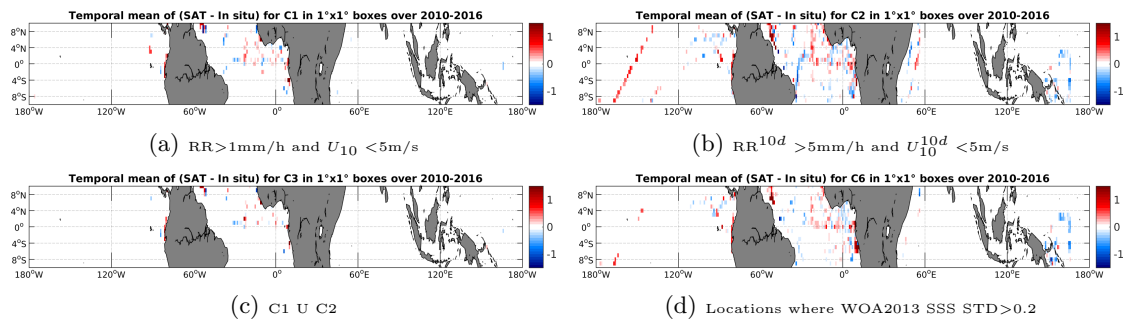 Temporal mean of (SAT - In situ) for C1 in 1°x1° boxes over 2010-2016
8°N
4°N
0°
4°S
8°S
180°W 120°W 60°W 0° 60°E 120°E 180°W
1
0
-1
(a) RR>1mm/h and U10 <5m/s
Temporal mean of (SAT - In situ) for C2 in 1°x1° boxes over 2010-2016
8°N
4°N
0°
4°S
8°S
180°W 120°W 60°W 0° 60°E 120°E 180°W
1
0
-1
(b) RR^10d >5mm/h and U10^10d <5m/s
Temporal mean of (SAT - In situ) for C3 in 1°x1° boxes over 2010-2016
8°N
4°N
0°
4°S
8°S
180°W 120°W 60°W 0° 60°E 120°E 180°W
1
0
-1
(c) C1 U C2
Temporal mean of (SAT - In situ) for C6 in 1°x1° boxes over 2010-2016
8°N
4°N
0°
4°S
8°S
180°W 120°W 60°W 0° 60°E 120°E 180°W
1
0
-1
(d) Locations where WOA2013 SSS STD>0.2